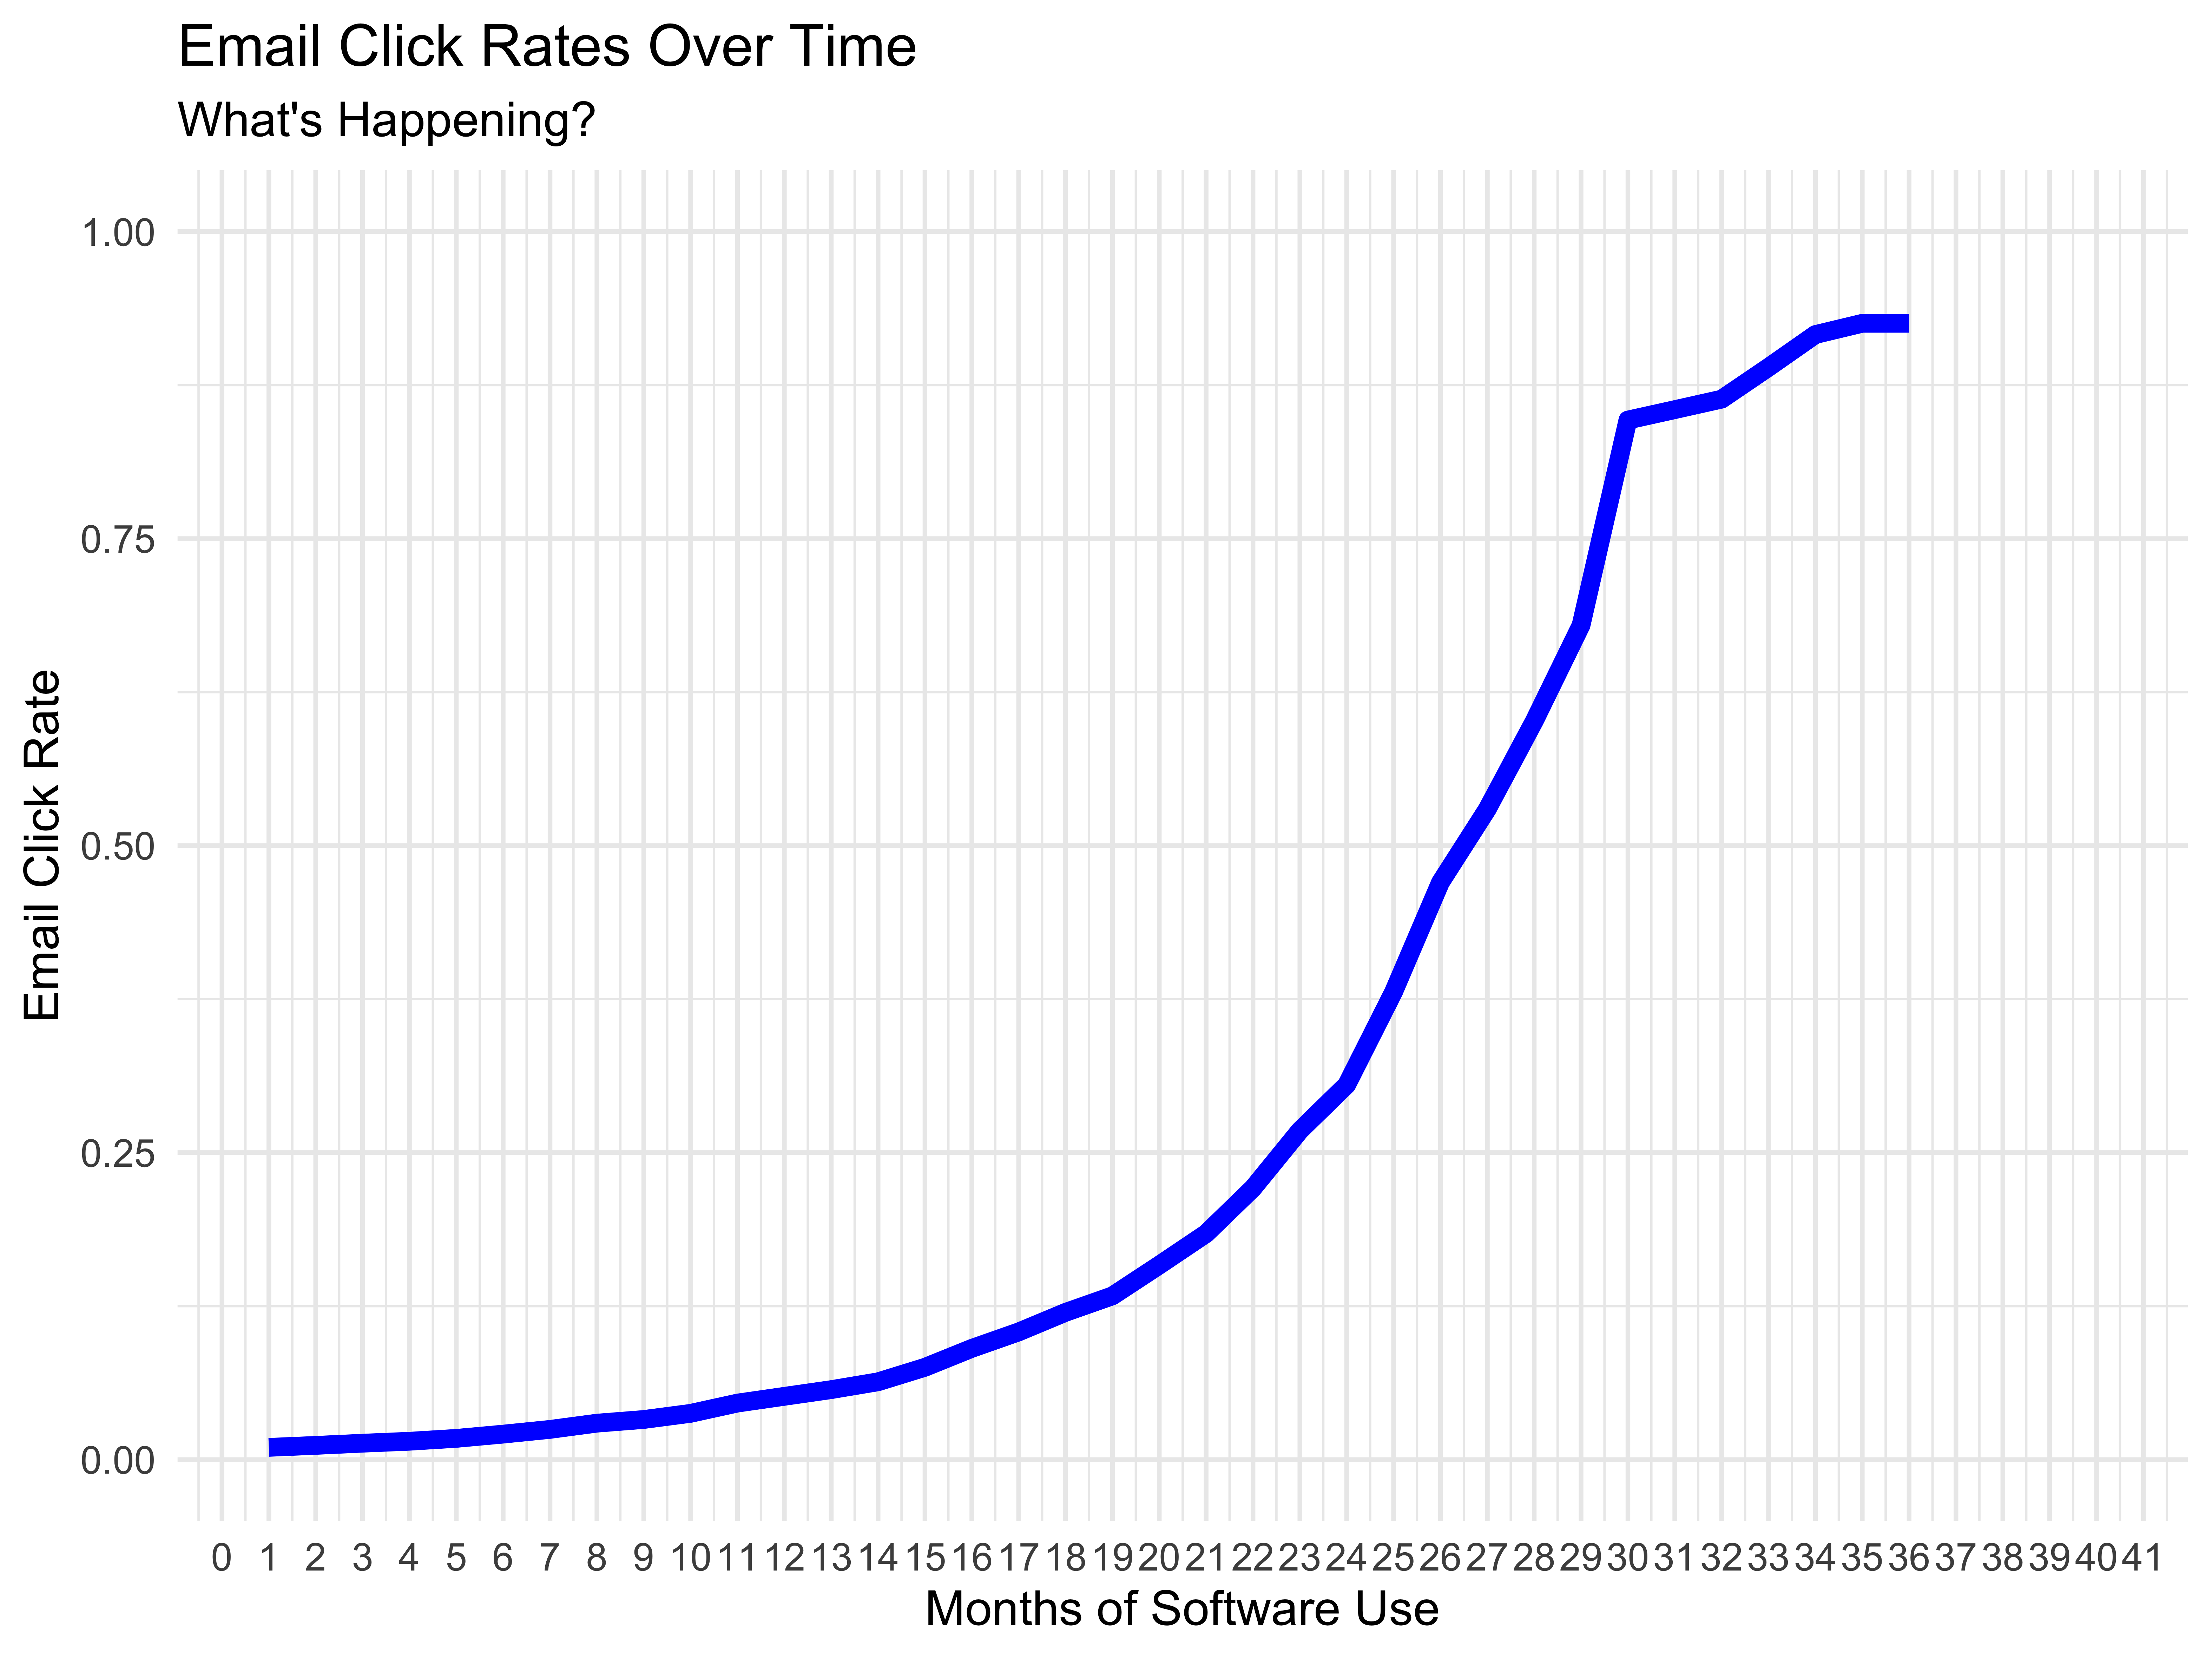 Email Click Rates Over Time
What's Happening?
1.00
0.75
0.50
0.25
0.00
Email Click Rate
0 1 2 3 4 5 6 7 8 9 10 11 12 13 14 15 16 17 18 19 20 21 22 23 24 25 26 27 28 29 30 31 32 33 34 35 36 37 38 39 40 41
Months of Software Use